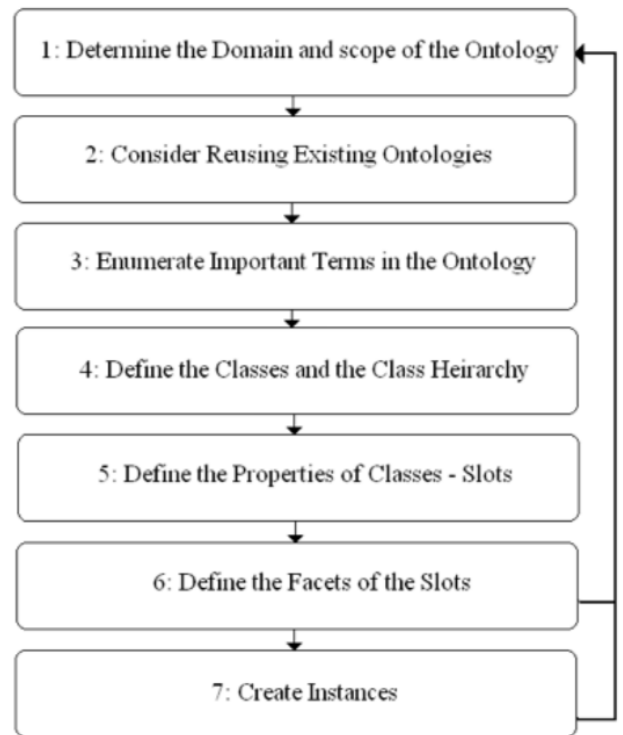 1: Determine the Domain and scope of the Ontology
2: Consider Reusing Existing Ontologies
3: Enumerate Important Terms in the Ontology
4: Define the Classes and the Class Heirarchy
5: Define the Properties of Classes - Slots
6: Define the Facets of the Slots
7: Create Instances